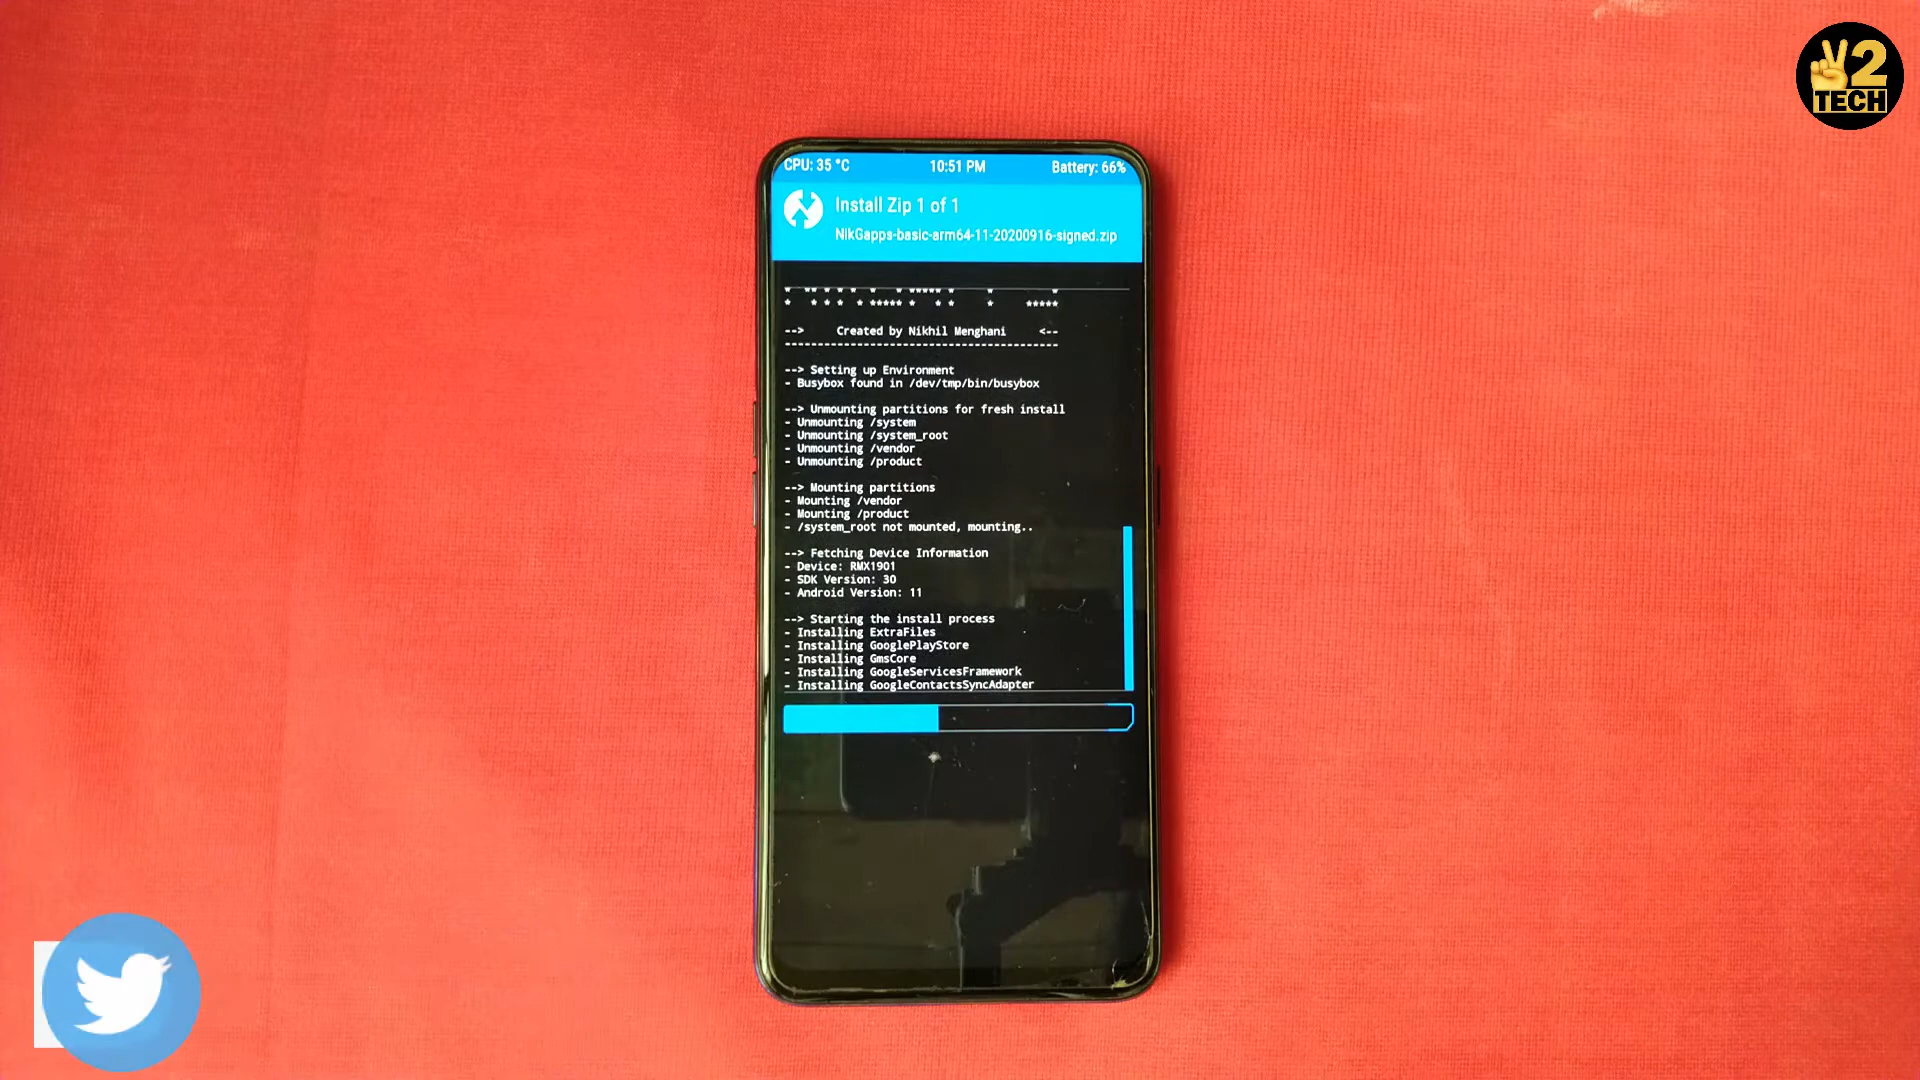 2
TECH
CPU: 35 °C 10:51 PM Battery: 66%
Install Zip 1 of 1
NikGapps-basic-arm64-11-20200916-signed.zip
--> Created by Nikhil Menghani <--
--> Setting up Environment
- Busybox found in /dev/tmp/bin/busybox
--> Unmounting partitions for fresh install
- Unmounting /system
- Unmounting /system_root
- Unmounting /vendor
- Unmounting /product
--> Mounting partitions
- Mounting /vendor
- Mounting /product
- /system_root not mounted, mounting..
--> Fetching Device Information
- Device: RMX1901
- SDK Version: 30
- Android Version: 11
--> Starting the install process
- Installing ExtraFiles
- Installing GooglePlayStore
- Installing GmsCore
- Installing GoogleServicesFramework
- Installing GoogleContactsSyncAdapter